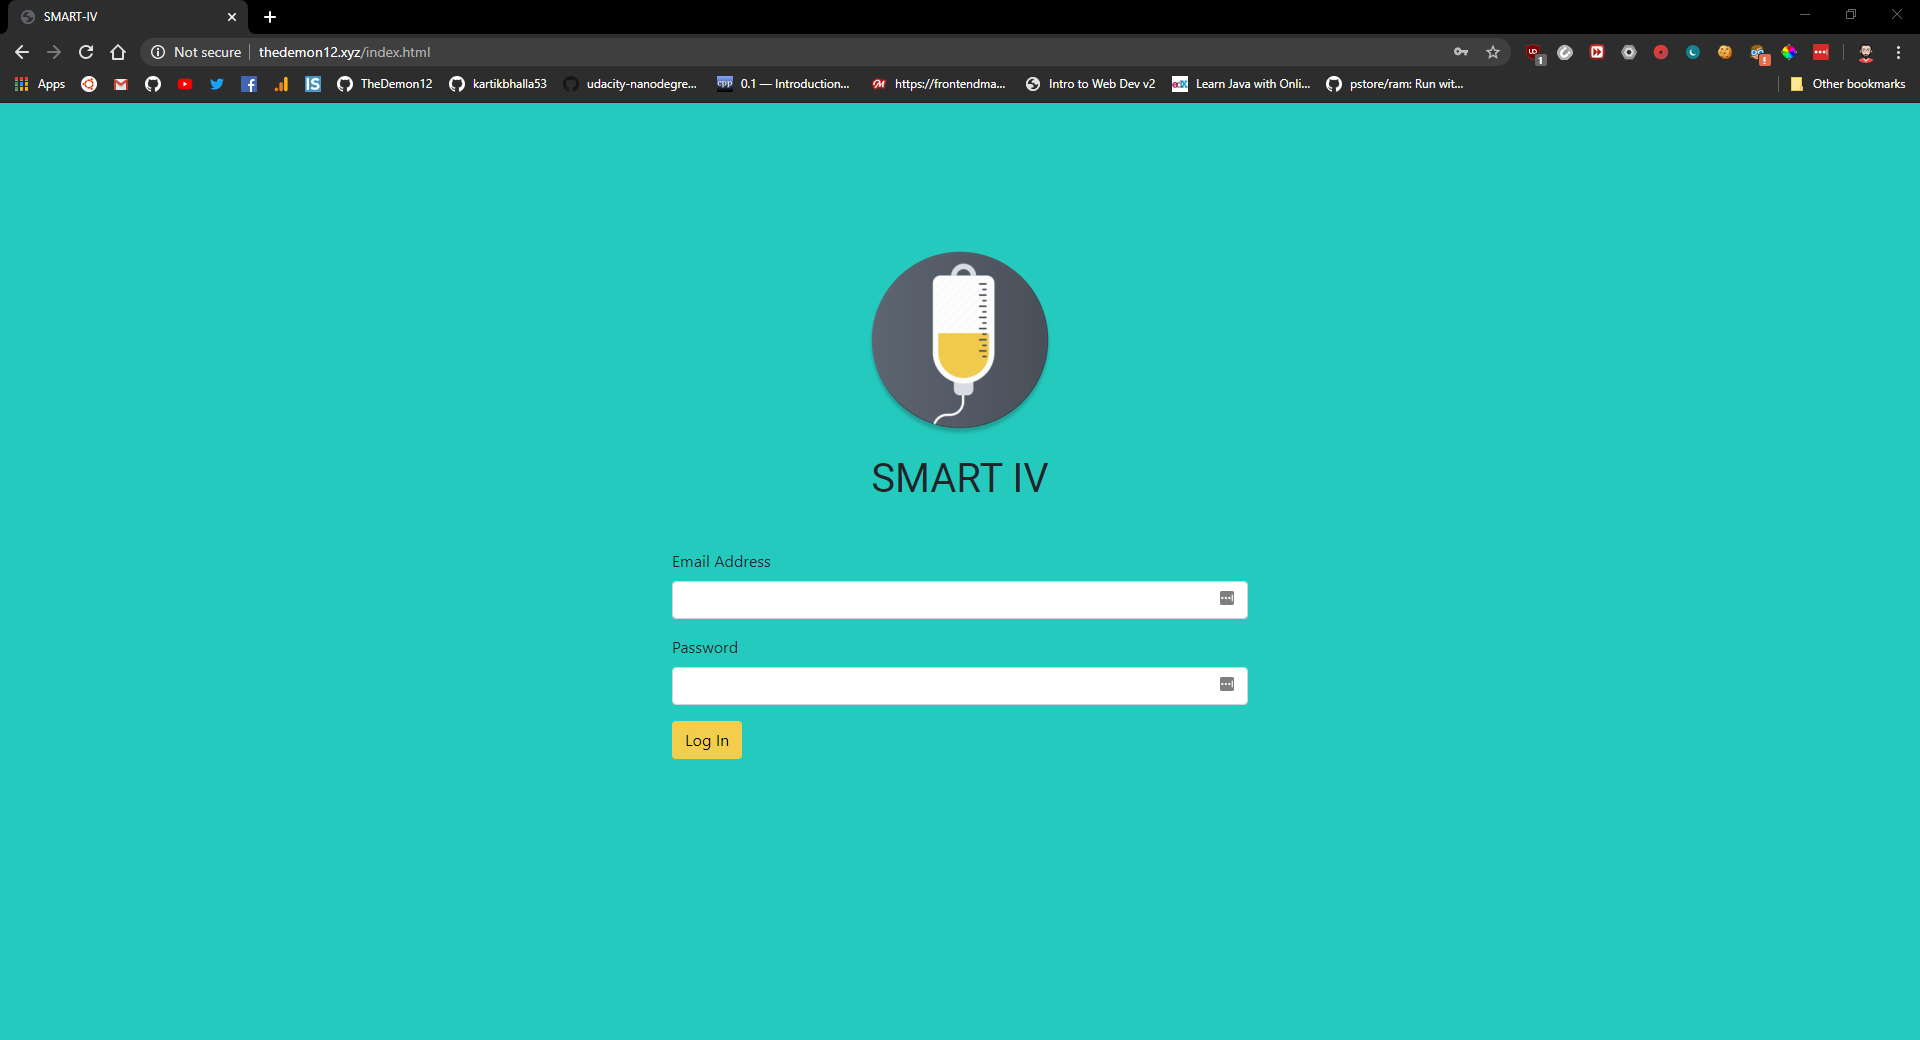 SMART-IV
Not secure thedemon12.xyz/index.html
UD 1
Apps TheDemon12 kartikbhalla53 udacity-nanodegre... 0.1 — Introduction... https://frontendma... Intro to Web Dev v2 Learn Java with Onli... pstore/ram: Run wit... Other bookmarks
SMART IV
Email Address
Password
Log In